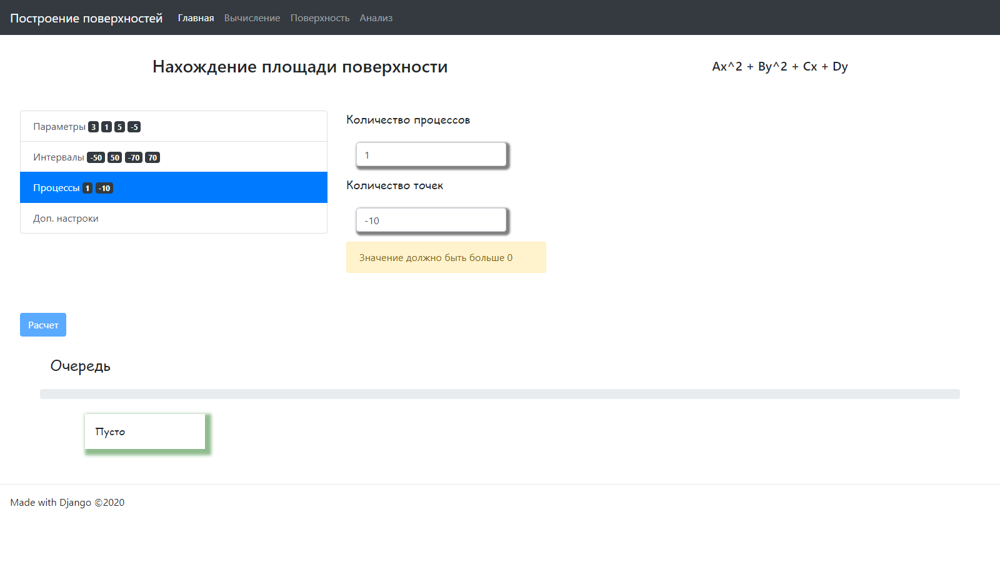 Построение поверхностей Главная Вычисление Поверхность Анализ
Нахождение площади поверхности
Ax^2 + By^2 + Cx + Dy
Параметры 3 1 5 -5
Интервалы -50 50 -70 70
Процессы 1 -10
Доп. настроки
Количество процессов
1
Количество точек
-10
Значение должно быть больше 0
Расчет
Очередь
Пусто
Made with Django ©2020